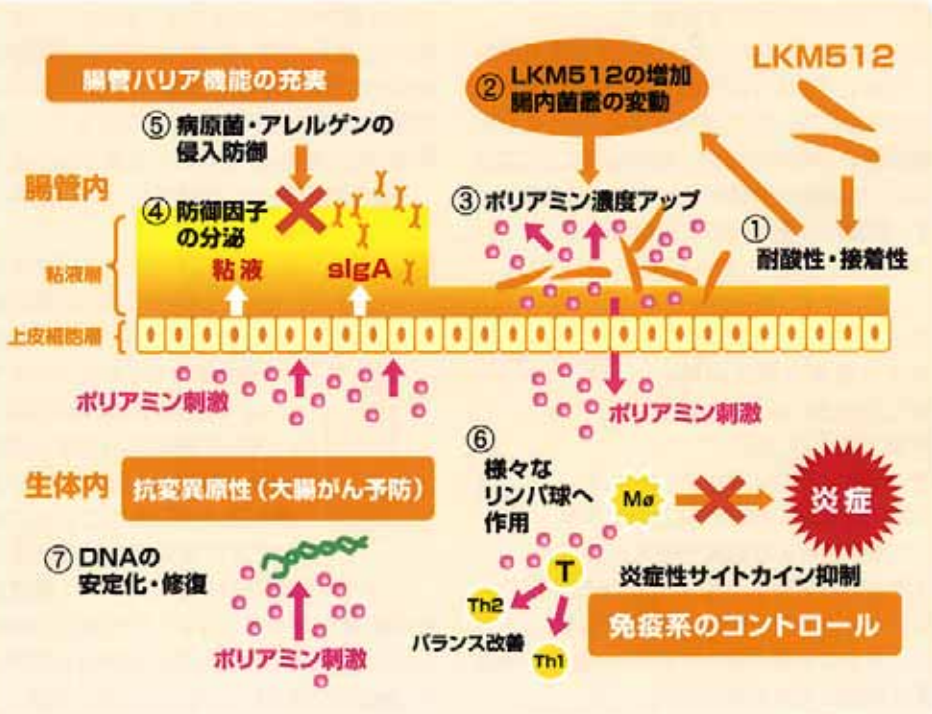 腸管バリア機能の充実
LKM512
② LKM512の増加
腸内菌叢の変動
⑤ 病原菌・アレルゲンの
侵入防御
腸管内
④ 防御因子
の分泌
③ ポリアミン濃度アップ
①
耐酸性・接着性
粘液層
粘液
sIgA
上皮細胞層
ポリアミン刺激
ポリアミン刺激
生体内
抗変異原性(大腸がん予防)
⑥
様々な
リンパ球へ
作用
Mø
炎症
⑦ DNAの
安定化・修復
T
炎症性サイトカイン抑制
Th2
バランス改善
Th1
免疫系のコントロール
ポリアミン刺激